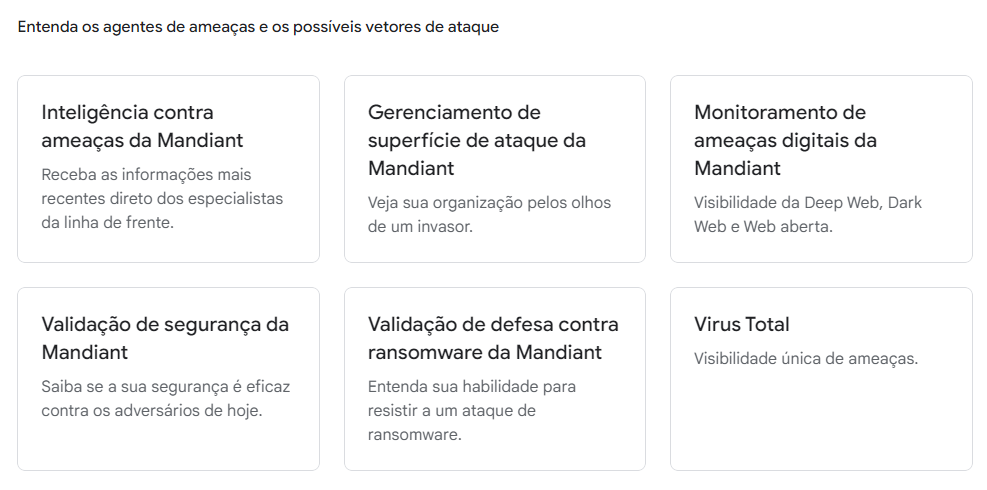 Entenda os agentes de ameaças e os possíveis vetores de ataque
Inteligência contra
ameaças da Mandiant
Receba as informações mais
recentes direto dos especialistas
da linha de frente.
Gerenciamento de
superfície de ataque da
Mandiant
Veja sua organização pelos olhos
de um invasor.
Monitoramento de
ameaças digitais da
Mandiant
Visibilidade da Deep Web, Dark
Web e Web aberta.
Validação de segurança da
Mandiant
Saiba se a sua segurança é eficaz
contra os adversários de hoje.
Validação de defesa contra
ransomware da Mandiant
Entenda sua habilidade para
resistir a um ataque de
ransomware.
Virus Total
Visibilidade única de ameaças.